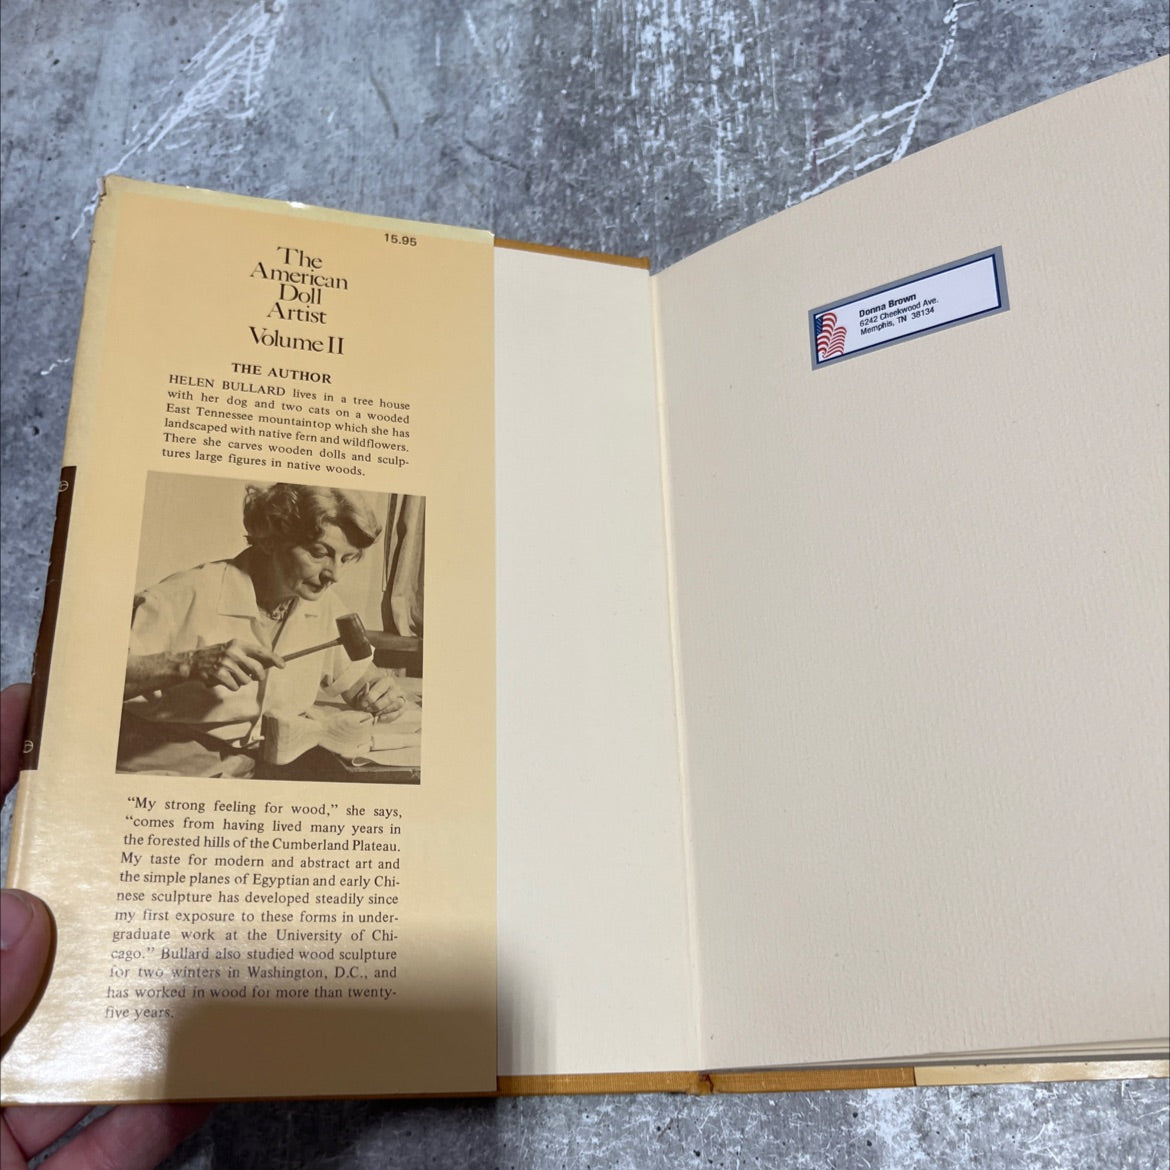 15.95
The
American
Doll
Artist
Volume II
THE AUTHOR
HELEN BULLARD lives in a tree house
with her dog and two cats on a wooded
East Tennessee mountaintop which she has
landscaped with native fern and wildflowers.
There she carves wooden dolls and sculp-
tures large figures in native woods.
“My strong feeling for wood,” she says,
“comes from having lived many years in
the forested hills of the Cumberland Plateau.
My taste for modern and abstract art and
the simple planes of Egyptian and early Chi-
nese sculpture has developed steadily since
my first exposure to these forms in under-
graduate work at the University of Chi-
cago.” Bullard also studied wood sculpture
for two winters in Washington, D.C., and
has worked in wood for more than twenty-
five years.
Donna Brown
6242 Cheekwood Ave.
Memphis, TN 38134